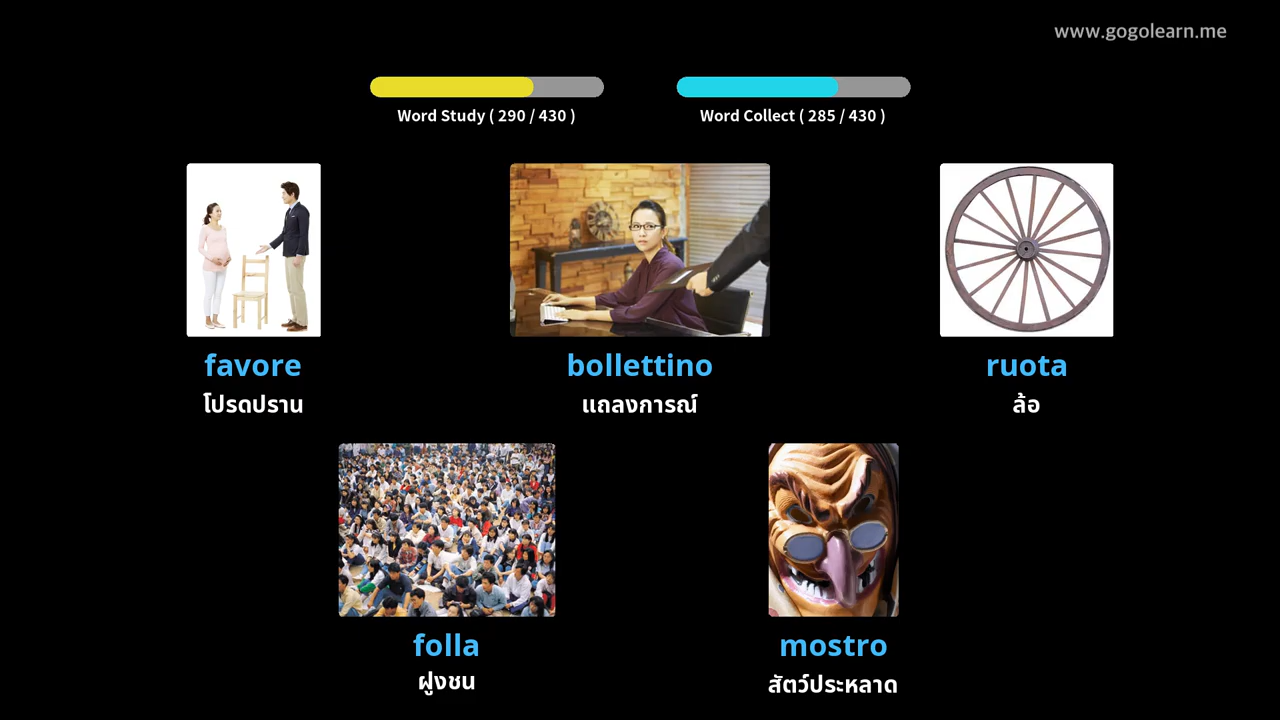 www.gogolearn.me
Word Study ( 290 / 430 )
Word Collect ( 285 / 430 )
favore
โปรดปราน
bollettino
แถลงการณ์
ruota
ล้อ
folla
ฝูงชน
mostro
สัตว์ประหลาด